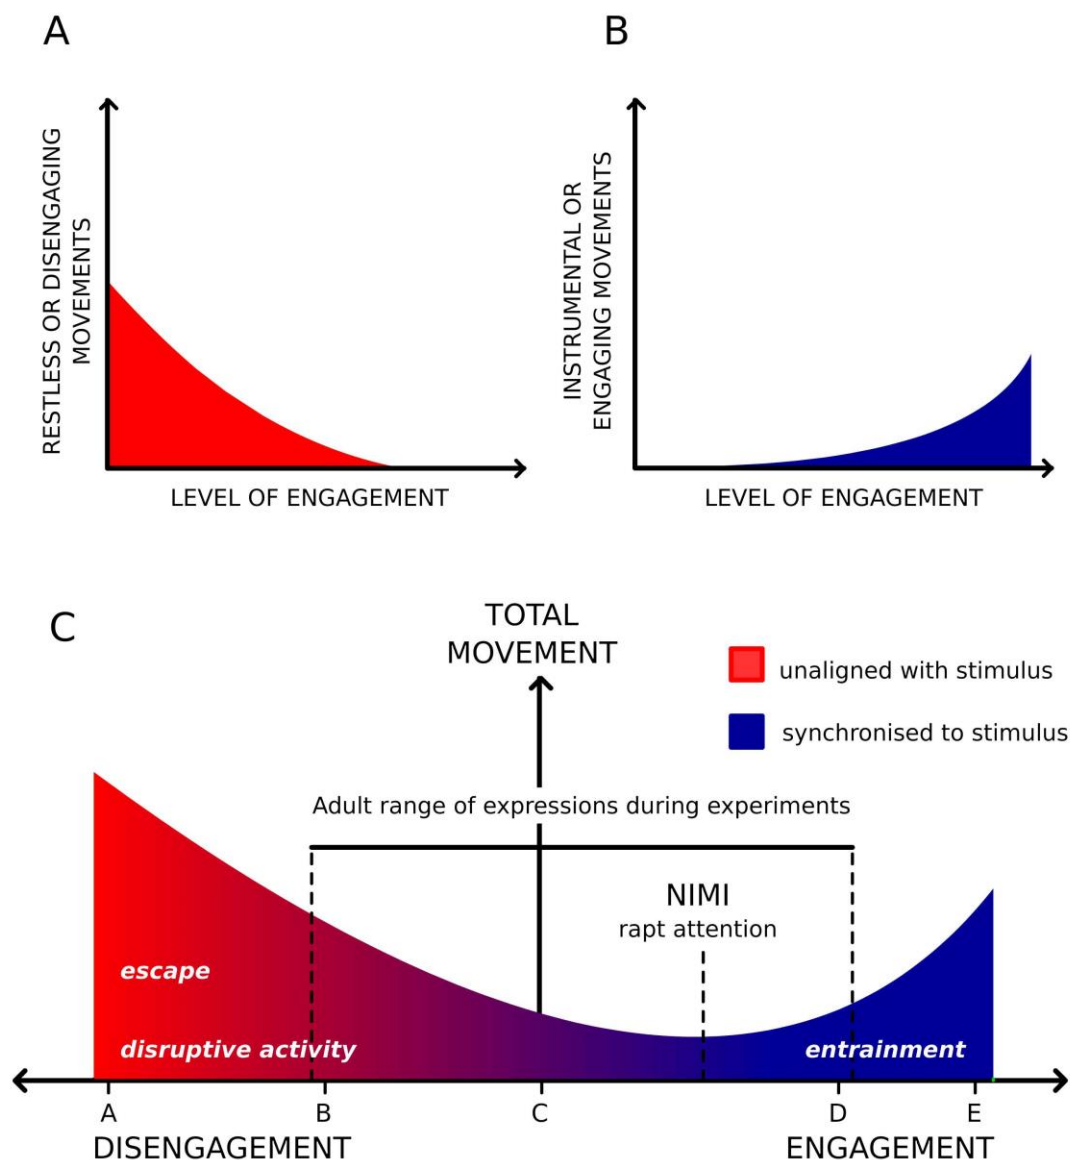 A
RESTLESS OR DISENGAGING
MOVEMENTS
LEVEL OF ENGAGEMENT
B
INSTRUMENTAL OR
ENGAGING MOVEMENTS
LEVEL OF ENGAGEMENT
C
TOTAL
MOVEMENT
unaligned with stimulus
synchronised to stimulus
Adult range of expressions during experiments
NIMI
rapt attention
escape
disruptive activity
entrainment
A B C D E
DISENGAGEMENT ENGAGEMENT